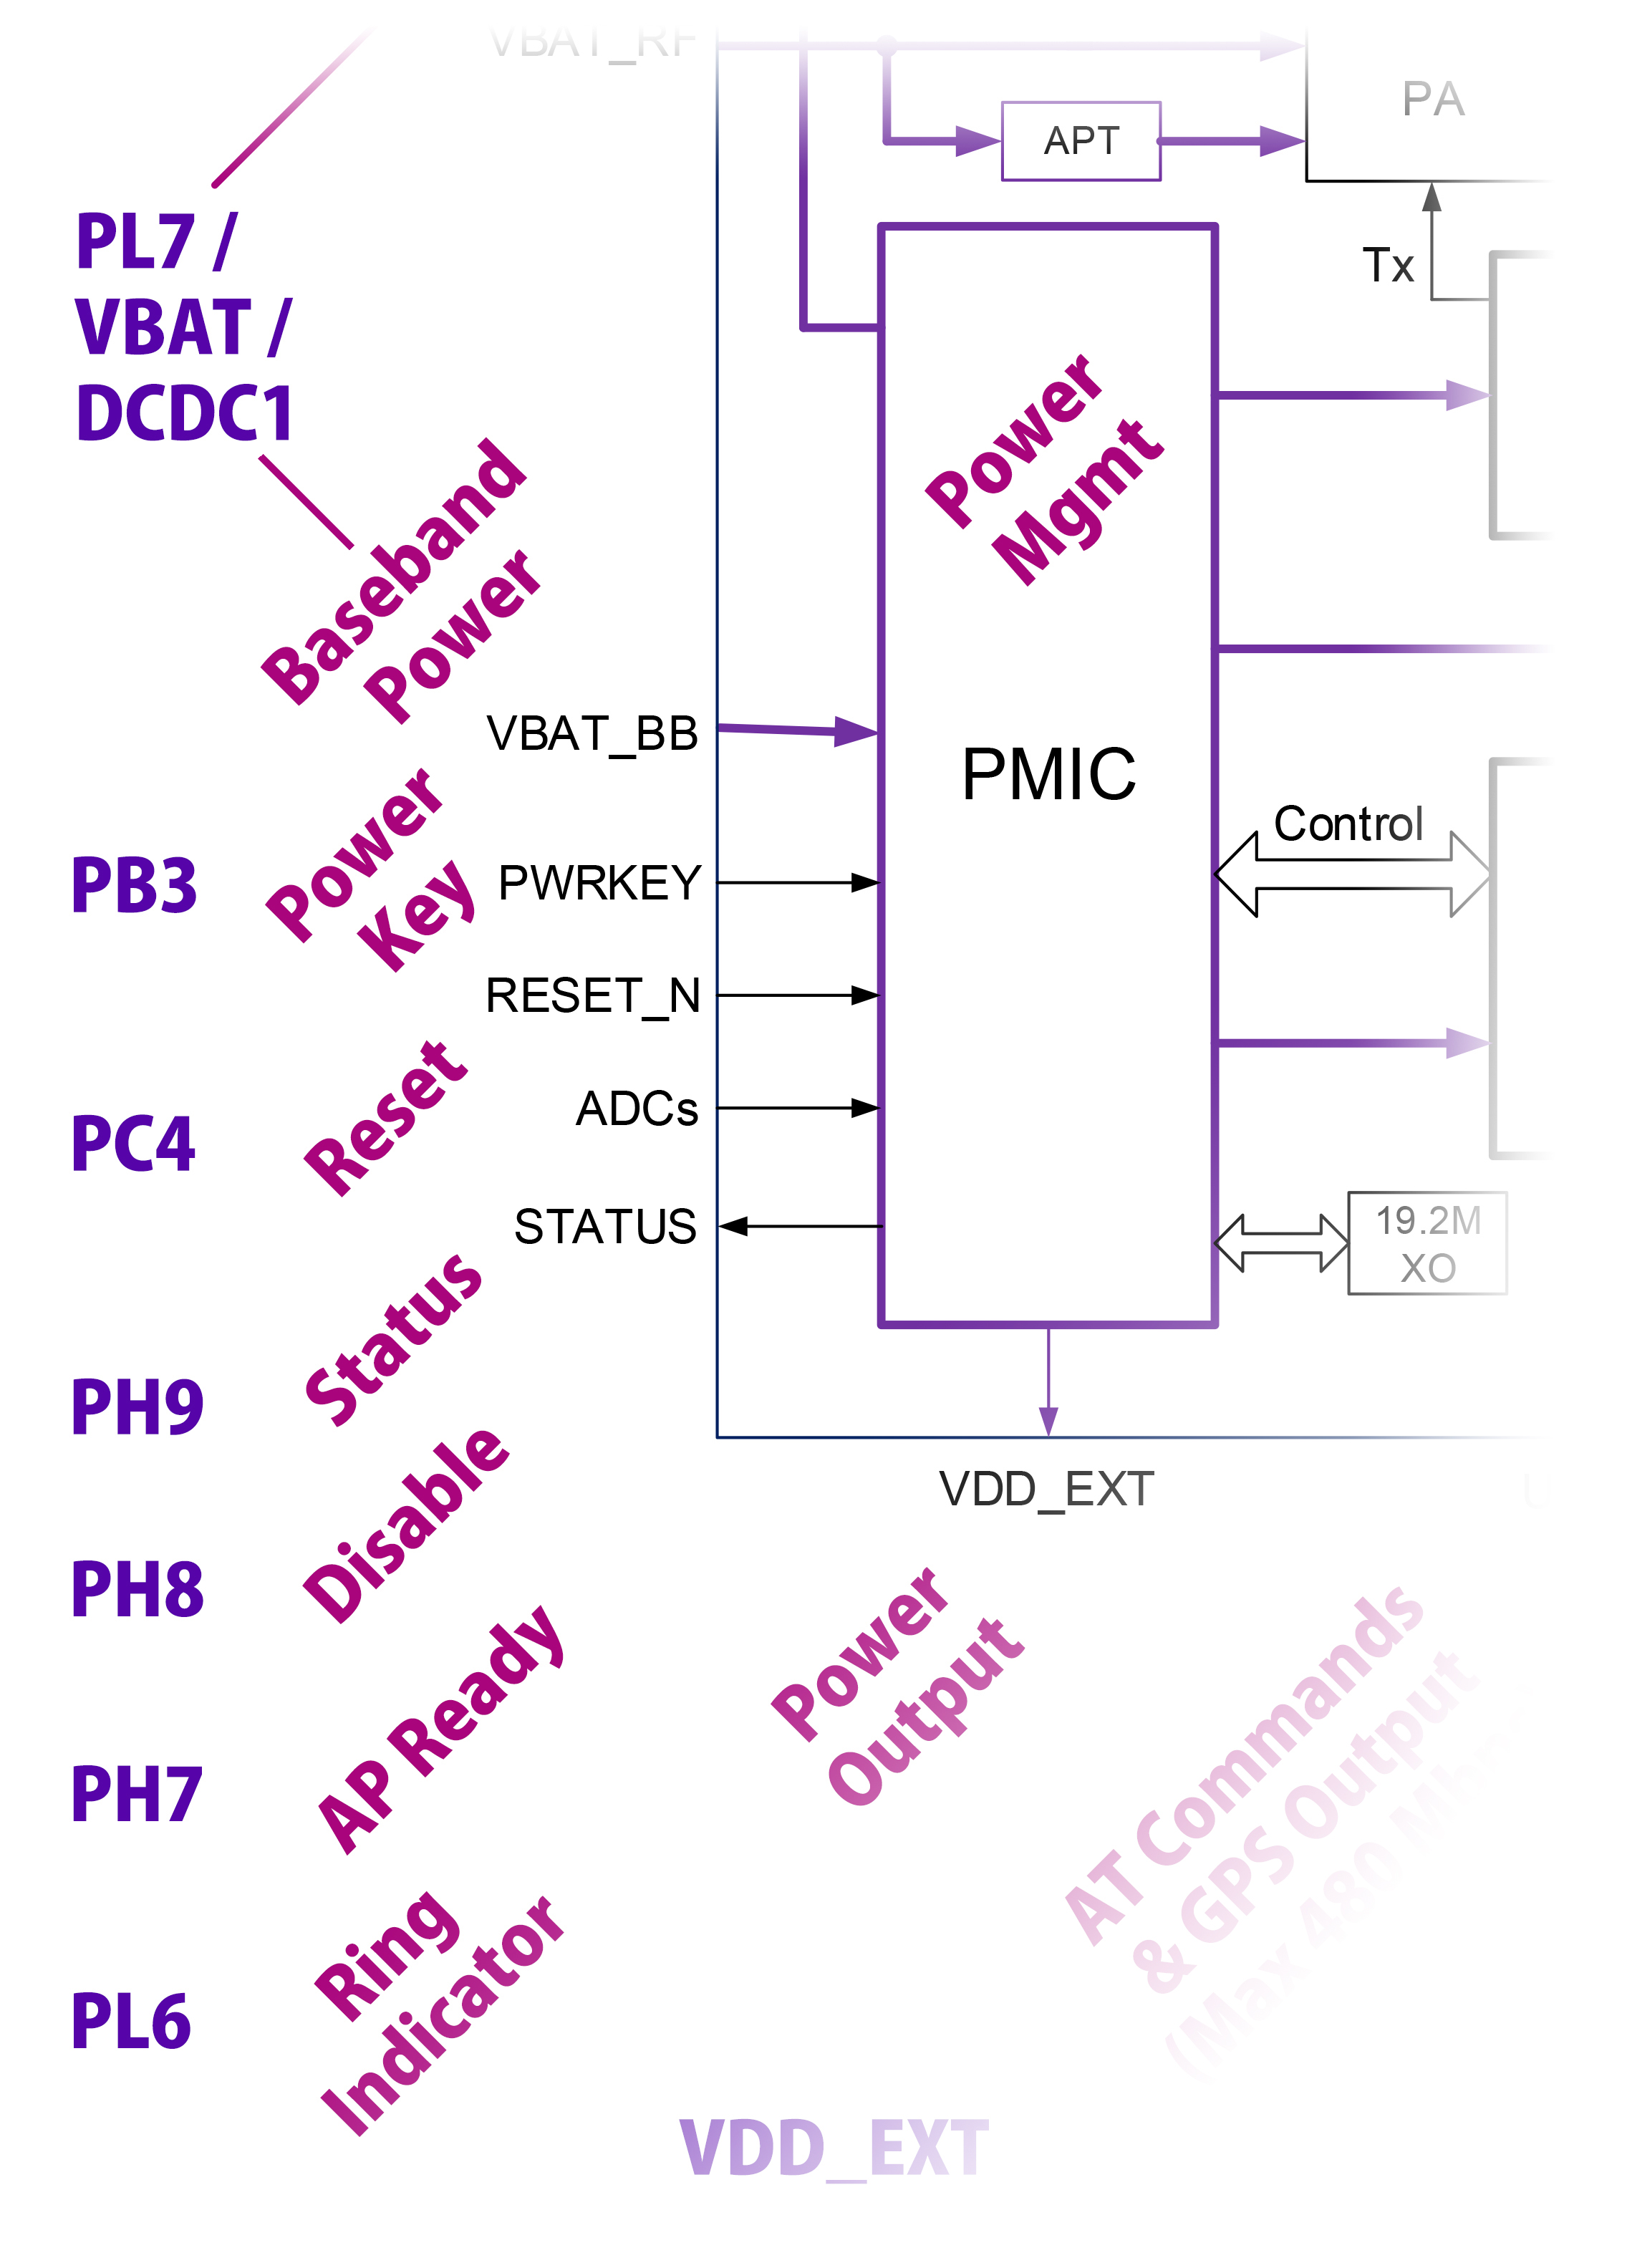 VBAT_RF
PA
APT
Tx
PL7 /
VBAT /
DCDC1
Power
Mgmt
Baseband
Power
VBAT_BB
PMIC
Control
PB3
Power
Key
PWRKEY
RESET_N
PC4
Reset
ADCs
STATUS
19.2M
XO
PH9
Status
VDD_EXT
PH8
Disable
PH7
AP Ready
Power
Output
AT Commands
& GPS Output
(Max 480
PL6
Ring
Indicator
VDD_EXT